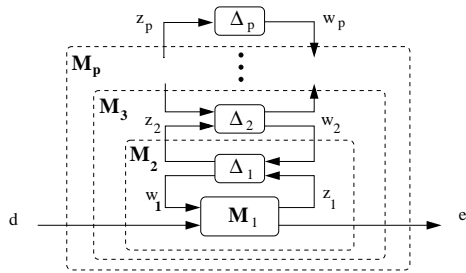 z_p Δ_p w_p
M_p
M_3
z_2 Δ_2 w_2
M_2
Δ_1
w_1 z_1
M_1
d e